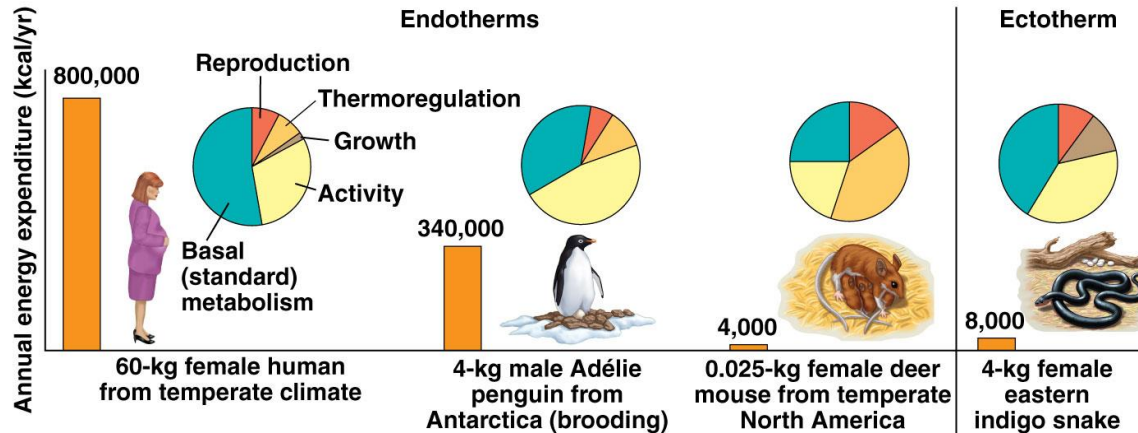 Annual energy expenditure (kcal/yr)
Endotherms
Ectotherm
800,000
Reproduction
Thermoregulation
Growth
Activity
Basal
(standard)
metabolism
340,000
4,000
8,000
60-kg female human
from temperate climate
4-kg male Adélie
penguin from
Antarctica (brooding)
0.025-kg female deer
mouse from temperate
North America
4-kg female
eastern
indigo snake